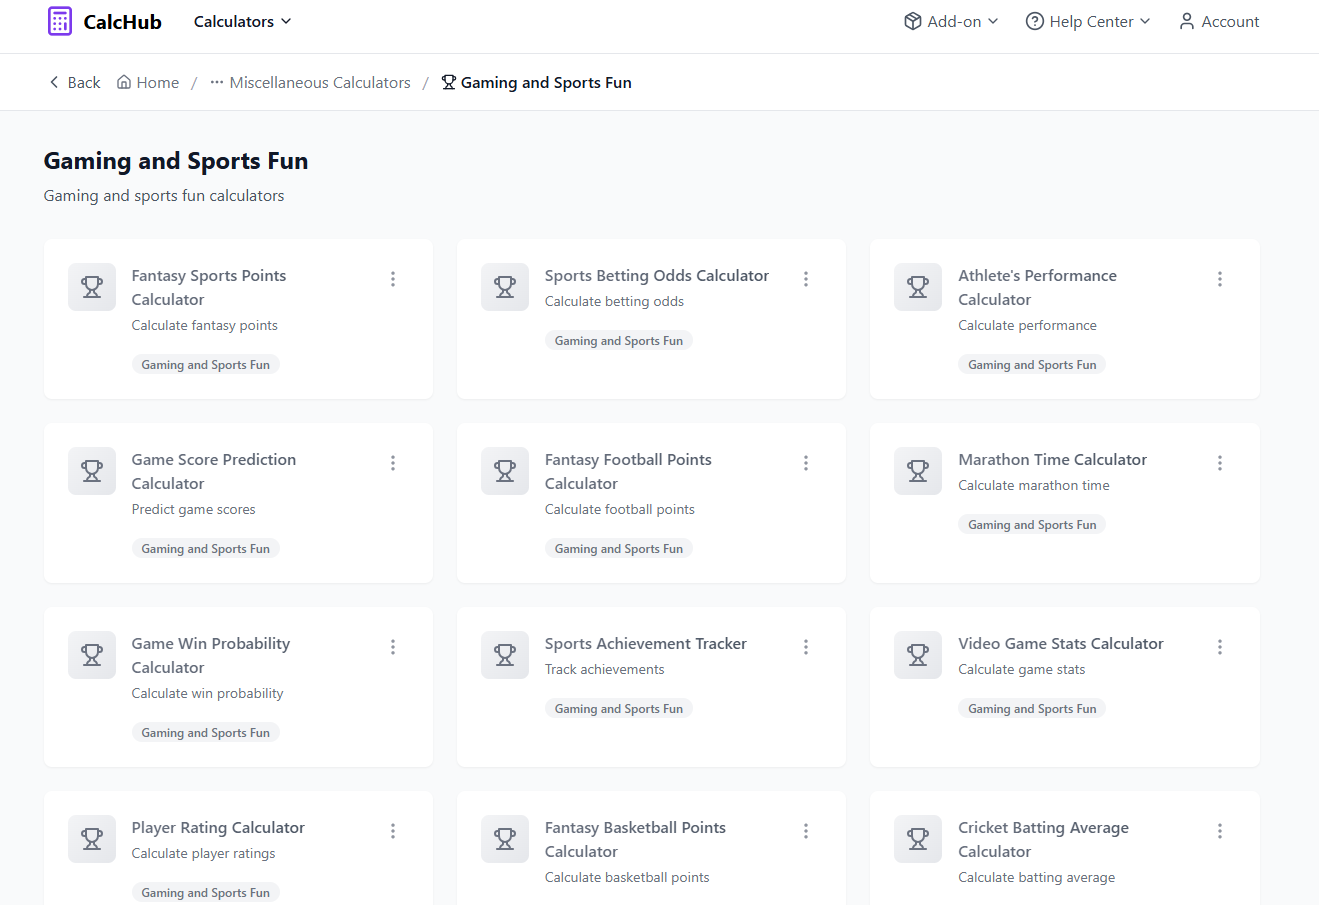 CalcHub
Calculators
Add-on
Help Center
Account
Back
Home
/
Miscellaneous Calculators
/
Gaming and Sports Fun
Gaming and Sports Fun
Gaming and sports fun calculators
Fantasy Sports Points
Calculator
Calculate fantasy points
Gaming and Sports Fun
Sports Betting Odds Calculator
Calculate betting odds
Gaming and Sports Fun
Athlete's Performance
Calculator
Calculate performance
Gaming and Sports Fun
Game Score Prediction
Calculator
Predict game scores
Gaming and Sports Fun
Fantasy Football Points
Calculator
Calculate football points
Gaming and Sports Fun
Marathon Time Calculator
Calculate marathon time
Gaming and Sports Fun
Game Win Probability
Calculator
Calculate win probability
Gaming and Sports Fun
Sports Achievement Tracker
Track achievements
Gaming and Sports Fun
Video Game Stats Calculator
Calculate game stats
Gaming and Sports Fun
Player Rating Calculator
Calculate player ratings
Gaming and Sports Fun
Fantasy Basketball Points
Calculator
Calculate basketball points
Cricket Batting Average
Calculator
Calculate batting average